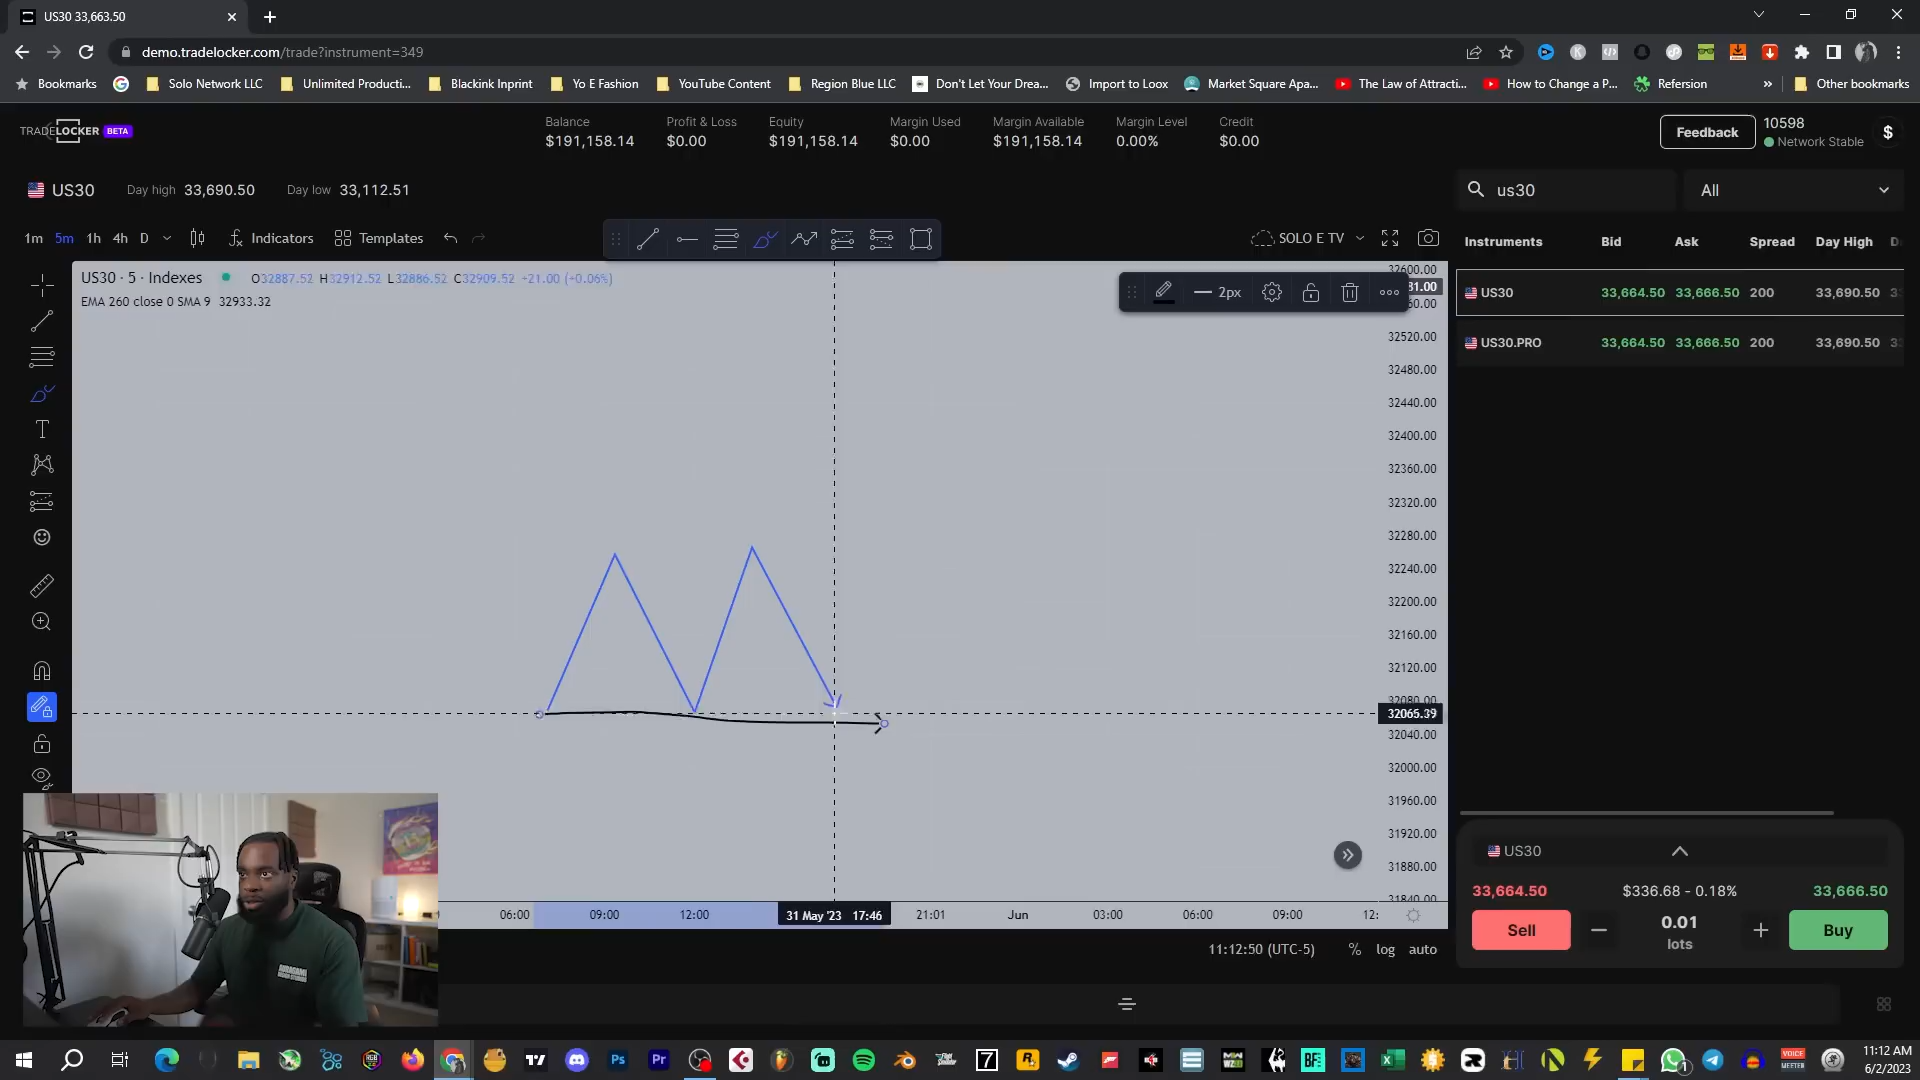 US30 33,663.50
demo.tradelocker.com/trade?instrument=349
Bookmarks
Solo Network LLC
Unlimited Producti...
Blackink Inprint
Yo E Fashion
YouTube Content
Region Blue LLC
Don't Let Your Drea...
Import to Loox
Market Square Apa...
The Law of Attracti...
How to Change a P...
Refersion
Other bookmarks
TRADELOCKER BETA
Balance
$191,158.14
Profit & Loss
$0.00
Equity
$191,158.14
Margin Used
$0.00
Margin Available
$191,158.14
Margin Level
0.00%
Credit
$0.00
Feedback
10598
Network Stable
$
US30 Day high 33,690.50 Day low 33,112.51
us30
All
1m 5m 1h 4h D Indicators Templates
SOLO E TV
Instruments Bid Ask Spread Day High
US30 33,664.50 33,666.50 200 33,690.50
US30.PRO 33,664.50 33,666.50 200 33,690.50
US30 · 5 · Indexes O32887.52 H32912.52 L32886.52 C32909.52 +21.00 (+0.06%)
EMA 260 close 0 SMA 9 32933.32
2px
32600.00
32520.00
32480.00
32440.00
32400.00
32360.00
32320.00
32280.00
32240.00
32200.00
32160.00
32120.00
32065.39
32040.00
32000.00
31960.00
31920.00
31880.00
31840.00
06:00 09:00 12:00 31 May '23 17:46 21:01 Jun 03:00 06:00 09:00 12:
11:12:50 (UTC-5) % log auto
US30
33,664.50 $336.68 - 0.18% 33,666.50
Sell
0.01
lots
Buy
11:12 AM
6/2/2023